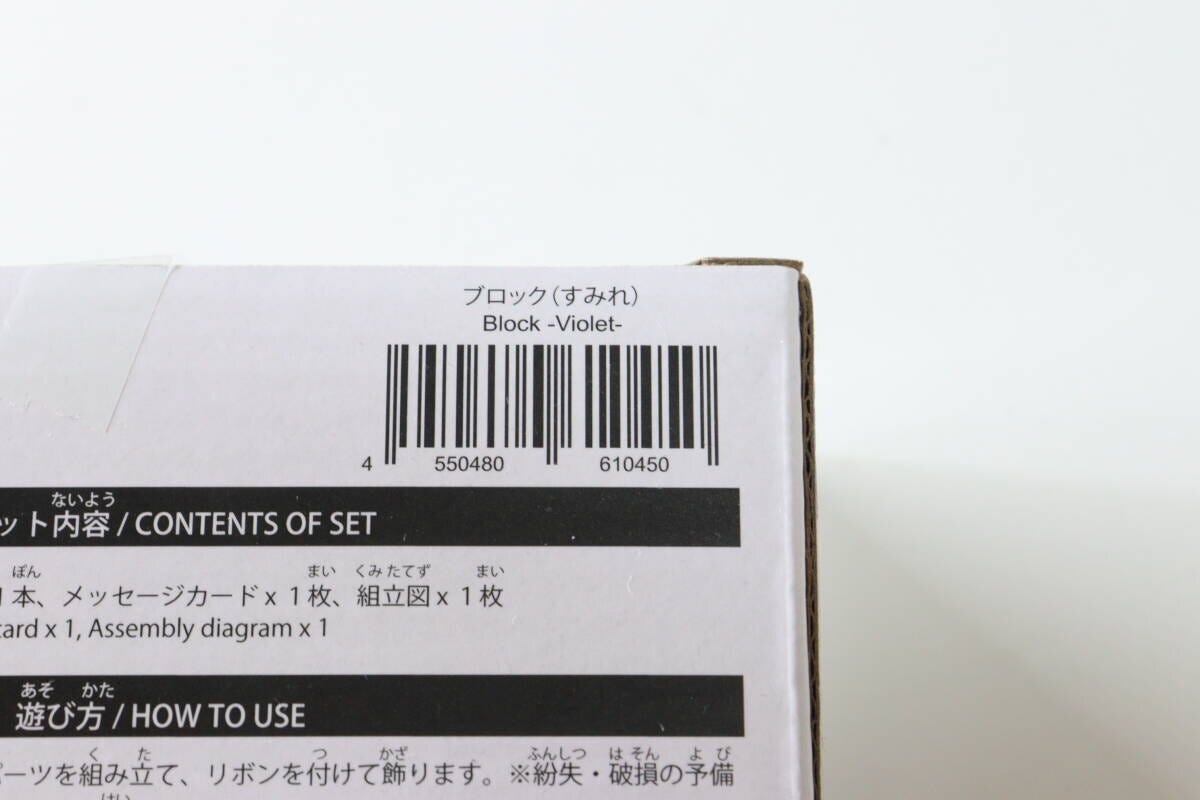 ブロック(すみれ)
Block -Violet-
4 550480 610450
ないよう
ット内容 / CONTENTS OF SET
ぽん まい くみたてず まい
本、メッセージカード x 1枚、組立図 x 1枚
card x 1, Assembly diagram x 1
あそ かた
遊び方 / HOW TO USE
く た つ かざ ふんしつ はそん よび
パーツを組み立て、リボンを付けて飾ります。※紛失・破損の予備
はい